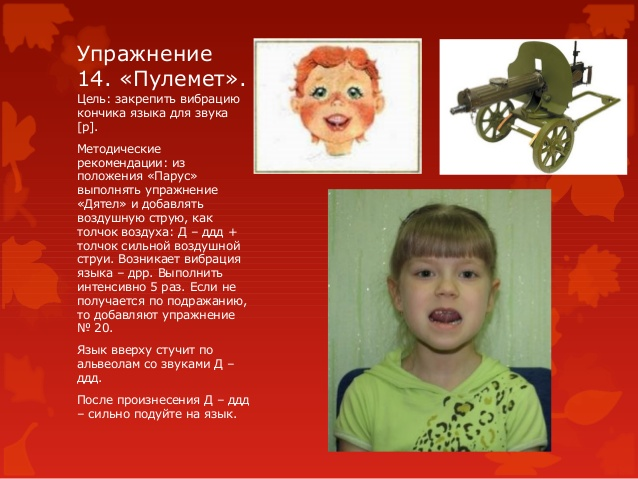 Упражнение
14. «Пулемет».
Цель: закрепить вибрацию
кончика языка для звука
[р].
Методические
рекомендации: из
положения «Парус»
выполнять упражнение
«Дятел» и добавлять
воздушную струю, как
толчок воздуха: Д – ддд +
толчок сильной воздушной
струи. Возникает вибрация
языка – дрр. Выполнить
интенсивно 5 раз. Если не
получается по подражанию,
то добавляют упражнение
№ 20.
Язык вверху стучит по
альвеолам со звуками Д –
ддд.
После произнесения Д – ддд
– сильно подуйте на язык.